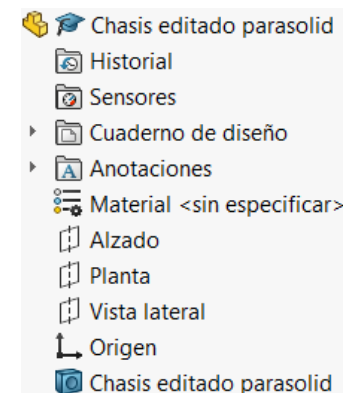 Chasis editado parasolid
Historial
Sensores
Cuaderno de diseño
A Anotaciones
Material <sin especificar>
Alzado
Planta
Vista lateral
Origen
Chasis editado parasolid